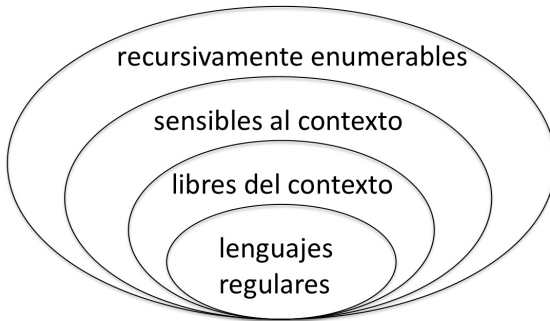 recursivamente enumerables
sensibles al contexto
libres del contexto
lenguajes
regulares